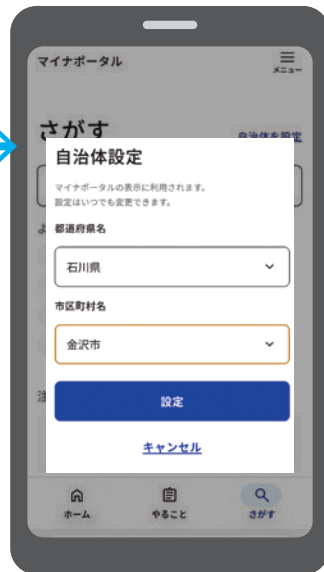 マイナポータル
メニュー
さがす
自治体を設定
自治体設定
マイナポータルの表示に利用されます。
設定はいつでも変更できます。
よ
都道府県名
石川県
市区町村名
金沢市
注
設定
キャンセル
ホーム
やること
さがす